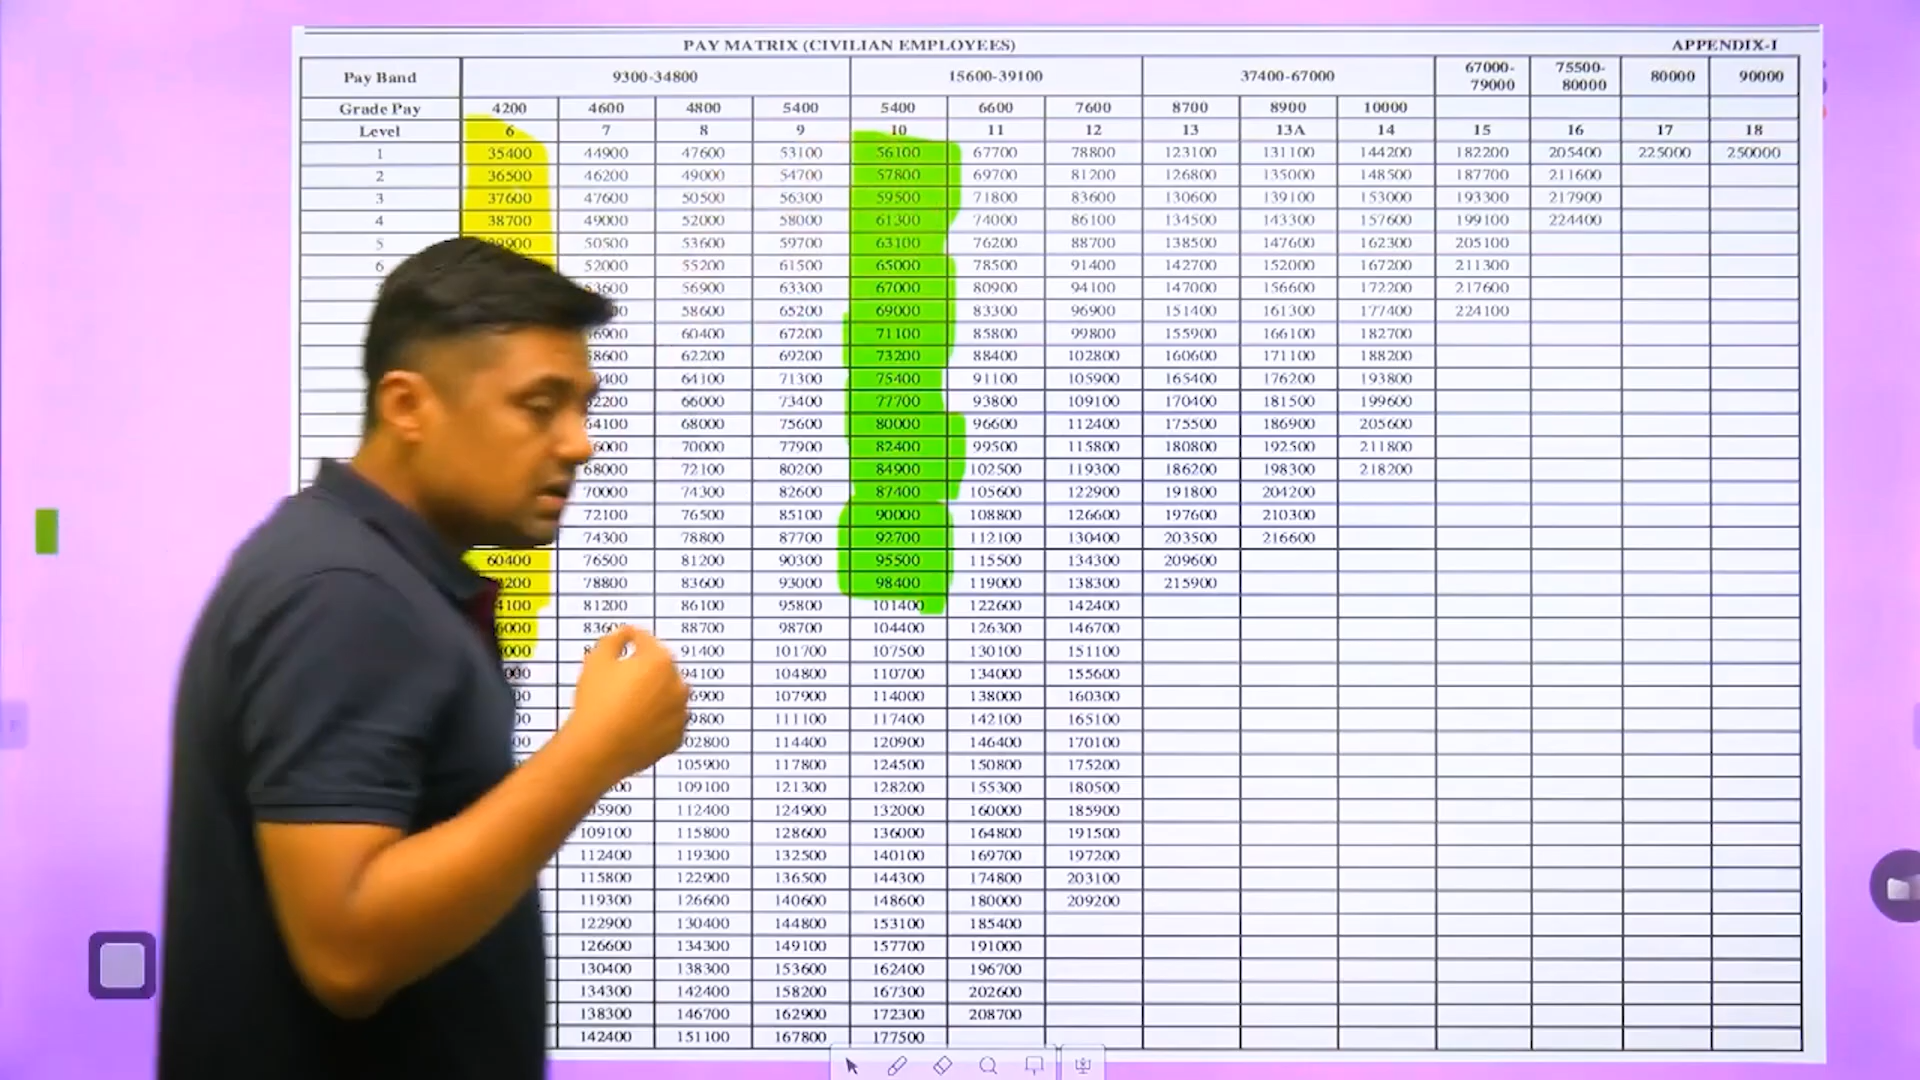 PAY MATRIX (CIVILIAN EMPLOYEES) APPENDIX-I
Pay Band 9300-34800 15600-39100 37400-67000 67000-79000 75500-80000 80000 90000
Grade Pay 4200 4600 4800 5400 5400 6600 7600 8700 8900 10000
Level 6 7 8 9 10 11 12 13 13A 14 15 16 17 18
1 35400 44900 47600 53100 56100 67700 78800 123100 131100 144200 182200 205400 225000 250000
2 36500 46200 49000 54700 57800 69700 81200 126800 135000 148500 187700 211600
3 37600 47600 50500 56300 59500 71800 83600 130600 139100 153000 193300 217900
4 38700 49000 52000 58000 61300 74000 86100 134500 143300 157600 199100 224400
5 50500 53600 59700 63100 76200 88700 138500 147600 162300 205100
6 52000 55200 61500 65000 78500 91400 142700 152000 167200 211300
56900 63300 67000 80900 94100 147000 156600 172200 217600
58600 65200 69000 83300 96900 151400 161300 177400 224100
60400 67200 71100 85800 99800 155900 166100 182700
62200 69200 73200 88400 102800 160600 171100 188200
64100 71300 75400 91100 105900 165400 176200 193800
66000 73400 77700 93800 109100 170400 181500 199600
68000 75600 80000 96600 112400 175500 186900 205600
70000 77900 82400 99500 115800 180800 192500 211800
68000 72100 80200 84900 102500 119300 186200 198300 218200
70000 74300 82600 87400 105600 122900 191800 204200
72100 76500 85100 90000 108800 126600 197600 210300
74300 78800 87700 92700 112100 130400 203500 216600
60400 76500 81200 90300 95500 115500 134300 209600
78800 83600 93000 98400 119000 138300 215900
81200 86100 95800 101400 122600 142400
88700 98700 104400 126300 146700
91400 101700 107500 130100 151100
94100 104800 110700 134000 155600
107900 114000 138000 160300
111100 117400 142100 165100
114400 120900 146400 170100
105900 117800 124500 150800 175200
109100 121300 128200 155300 180500
112400 124900 132000 160000 185900
109100 115800 128600 136000 164800 191500
112400 119300 132500 140100 169700 197200
115800 122900 136500 144300 174800 203100
119300 126600 140600 148600 180000 209200
122900 130400 144800 153100 185400
126600 134300 149100 157700 191000
130400 138300 153600 162400 196700
134300 142400 158200 167300 202600
138300 146700 162900 172300 208700
142400 151100 167800 177500